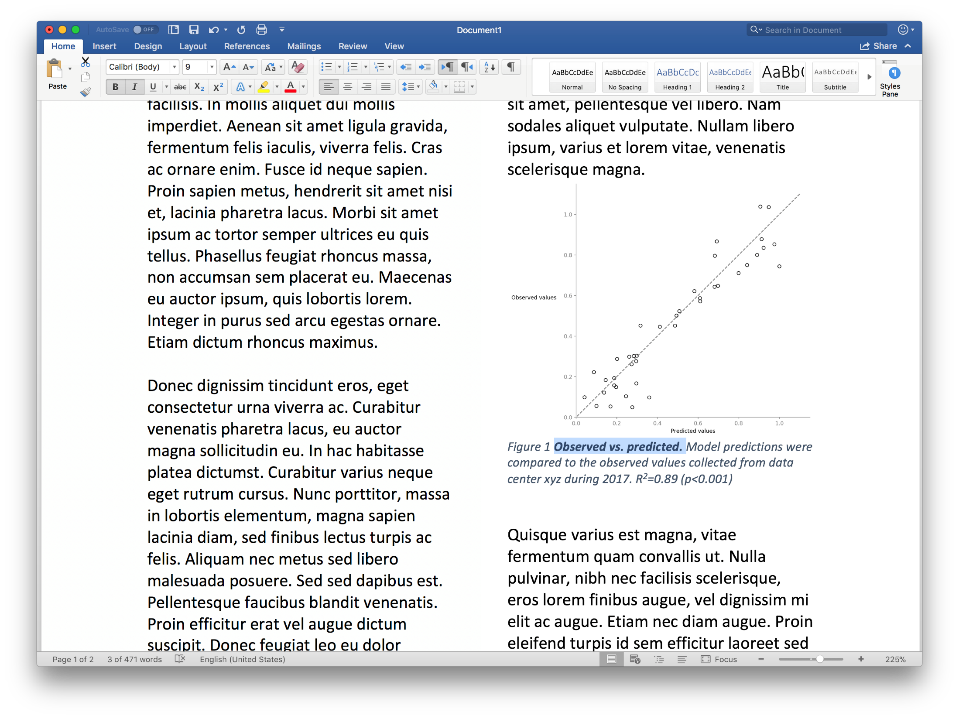 AutoSave OFF
Document1
Search in Document
Home Insert Design Layout References Mailings Review View
Share
Paste
Calibri (Body) 9
B I U abc X₂ X²
AaBbCcDdEe AaBbCcDdEe AaBbCcDc AaBbCcDdEe AaBb( AaBbCcDdEe
Normal No Spacing Heading 1 Heading 2 Title Subtitle
Styles
Pane
facilisis. In mollis aliquet dui mollis
imperdiet. Aenean sit amet ligula gravida,
fermentum felis iaculis, viverra felis. Cras
ac ornare enim. Fusce id neque sapien.
Proin sapien metus, hendrerit sit amet nisi
et, lacinia pharetra lacus. Morbi sit amet
ipsum ac tortor semper ultrices eu quis
tellus. Phasellus feugiat rhoncus massa,
non accumsan sem placerat eu. Maecenas
eu auctor ipsum, quis lobortis lorem.
Integer in purus sed arcu egestas ornare.
Etiam dictum rhoncus maximus.
Donec dignissim tincidunt eros, eget
consectetur urna viverra ac. Curabitur
venenatis pharetra lacus, eu auctor
magna sollicitudin eu. In hac habitasse
platea dictumst. Curabitur varius neque
eget rutrum cursus. Nunc porttitor, massa
in lobortis elementum, magna sapien
lacinia diam, sed finibus lectus turpis ac
felis. Aliquam nec metus sed libero
malesuada posuere. Sed sed dapibus est.
Pellentesque faucibus blandit venenatis.
Proin efficitur erat vel augue dictum
suscipit. Donec feugiat leo eu dolor
sit amet, pellentesque vel libero. Nam
sodales aliquet vulputate. Nullam libero
ipsum, varius et lorem vitae, venenatis
scelerisque magna.
1.0
0.8
Observed values 0.6
0.4
0.2
0.0
0.0 0.2 0.4 0.6 0.8 1.0
Predicted values
Figure 1 Observed vs. predicted. Model predictions were
compared to the observed values collected from data
center xyz during 2017. R²=0.89 (p<0.001)
Quisque varius est magna, vitae
fermentum quam convallis ut. Nulla
pulvinar, nibh nec facilisis scelerisque,
eros lorem finibus augue, vel dignissim mi
elit ac augue. Etiam nec diam augue. Proin
eleifend turpis id sem efficitur laoreet sed
Page 1 of 2 3 of 471 words English (United States) Focus 225%